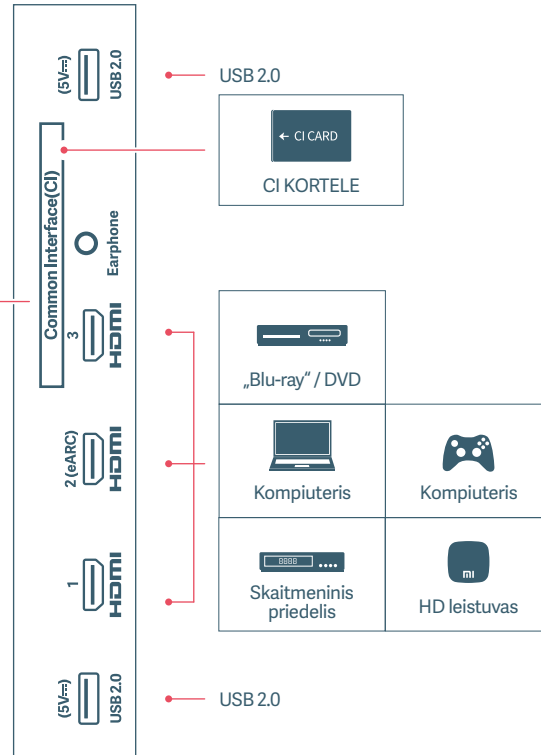 (5V⎓)
USB 2.0
USB 2.0
← CI CARD
CI KORTELE
Common Interface(CI)
Earphone
3
HDMI
„Blu-ray“ / DVD
2 (eARC)
HDMI
Kompiuteris
Kompiuteris
8888
Skaitmeninis
priedelis
mi
HD leistuvas
1
HDMI
(5V⎓)
USB 2.0
USB 2.0